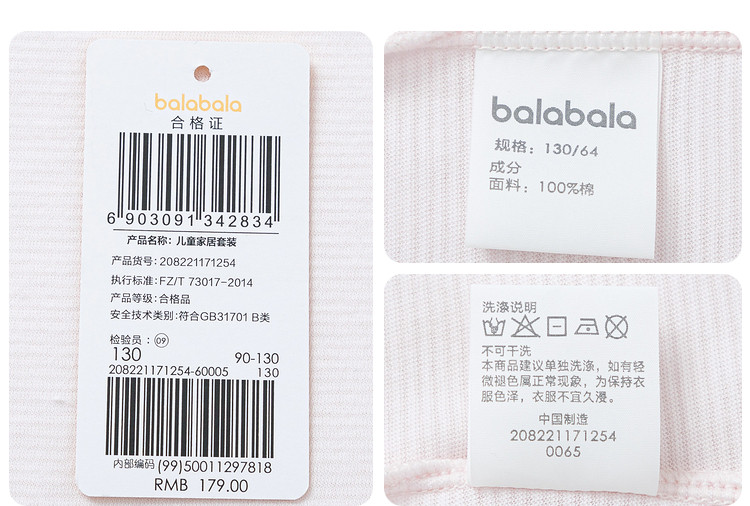 balabala
合格证
6 903091 342834
产品名称: 儿童家居套装
产品货号: 208221171254
执行标准: FZ/T 73017-2014
产品等级: 合格品
安全技术类别: 符合GB31701 B类
检验员: 09
130 90-130
208221171254-60005 130
内部编码 (99)50011297818
RMB 179.00
balabala
规格: 130/64
成分
面料: 100%棉
洗涤说明
不可干洗
本商品建议单独洗涤，如有轻
微褪色属正常现象，为保持衣
服色泽，衣服不宜久浸。
中国制造
208221171254
0065